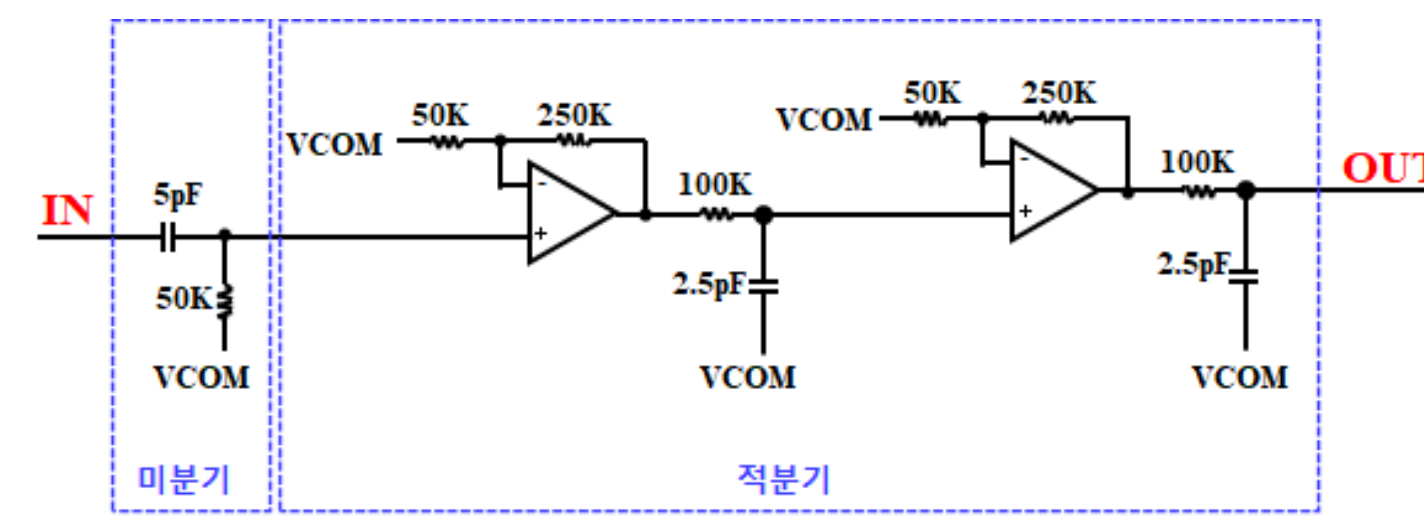 50K
250K
VCOM
50K
250K
VCOM
-
+
100K
-
+
100K
IN
5pF
50K
VCOM
2.5pF
VCOM
2.5pF
VCOM
OUT
미분기
적분기